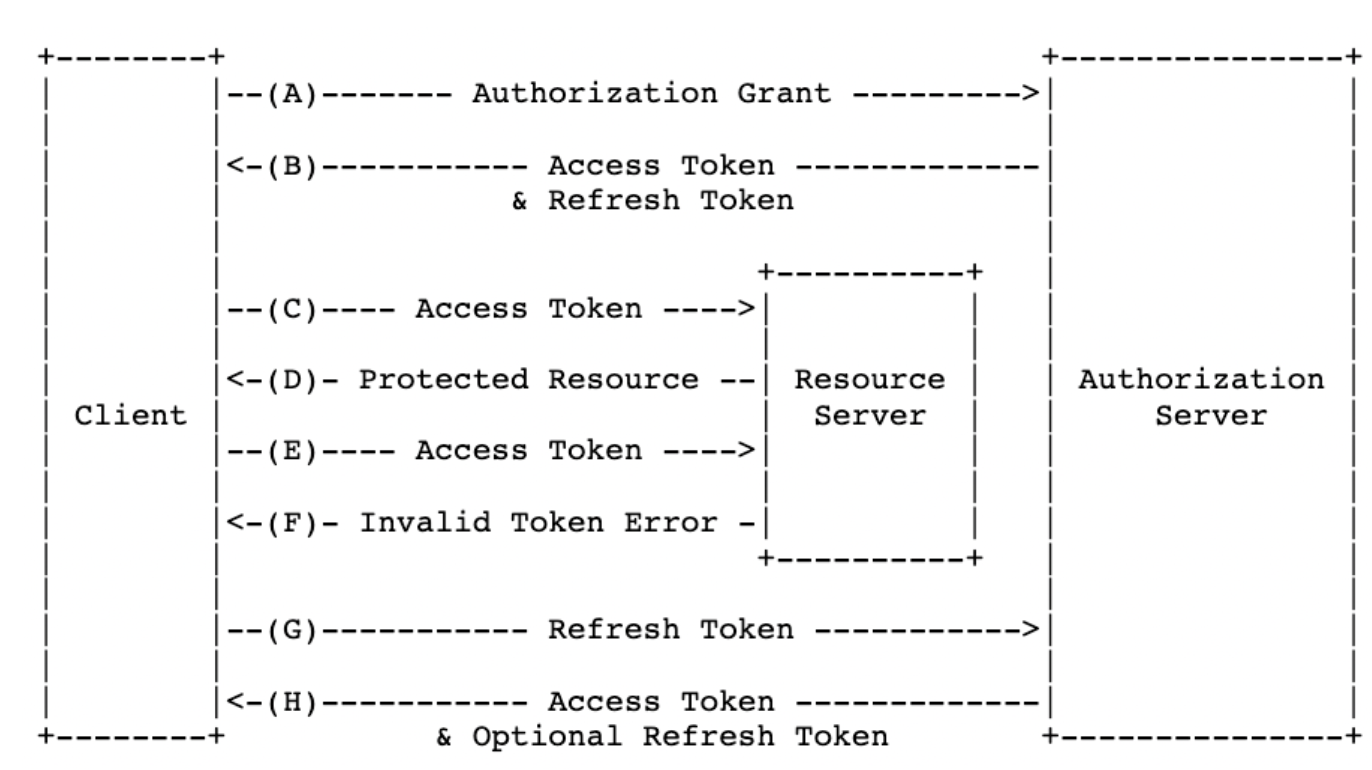 +--------+                                           +---------------+
|        |--(A)------- Authorization Grant --------->|               |
|        |                                           |               |
|        |<-(B)----------- Access Token -------------|               |
|        |               & Refresh Token             |               |
|        |                                           |               |
|        |                            +----------+   |               |
|        |--(C)---- Access Token ---->|          |   |               |
|        |                            |          |   |               |
|        |<-(D)- Protected Resource --| Resource |   | Authorization |
| Client |                            |  Server  |   |     Server    |
|        |--(E)---- Access Token ---->|          |   |               |
|        |                            |          |   |               |
|        |<-(F)- Invalid Token Error -|          |   |               |
|        |                            +----------+   |               |
|        |                                           |               |
|        |--(G)----------- Refresh Token ----------->|               |
|        |                                           |               |
|        |<-(H)----------- Access Token -------------|               |
+--------+           & Optional Refresh Token        +---------------+